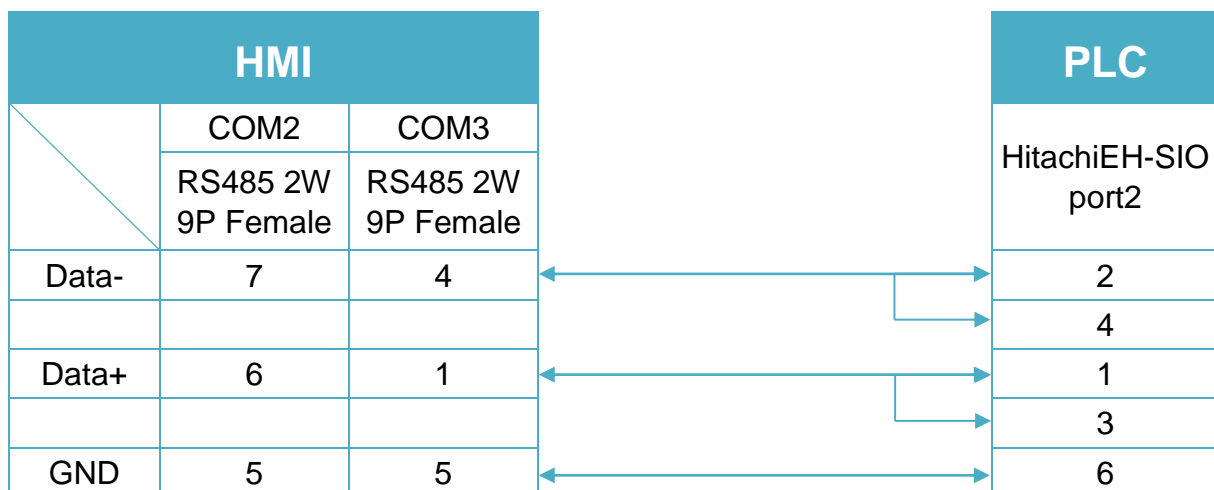 HMI PLC
COM2 COM3
HitachiEH-SIO
port2
RS485 2W RS485 2W
9P Female 9P Female
Data- 7 4 2
4
Data+ 6 1 1
3
GND 5 5 6